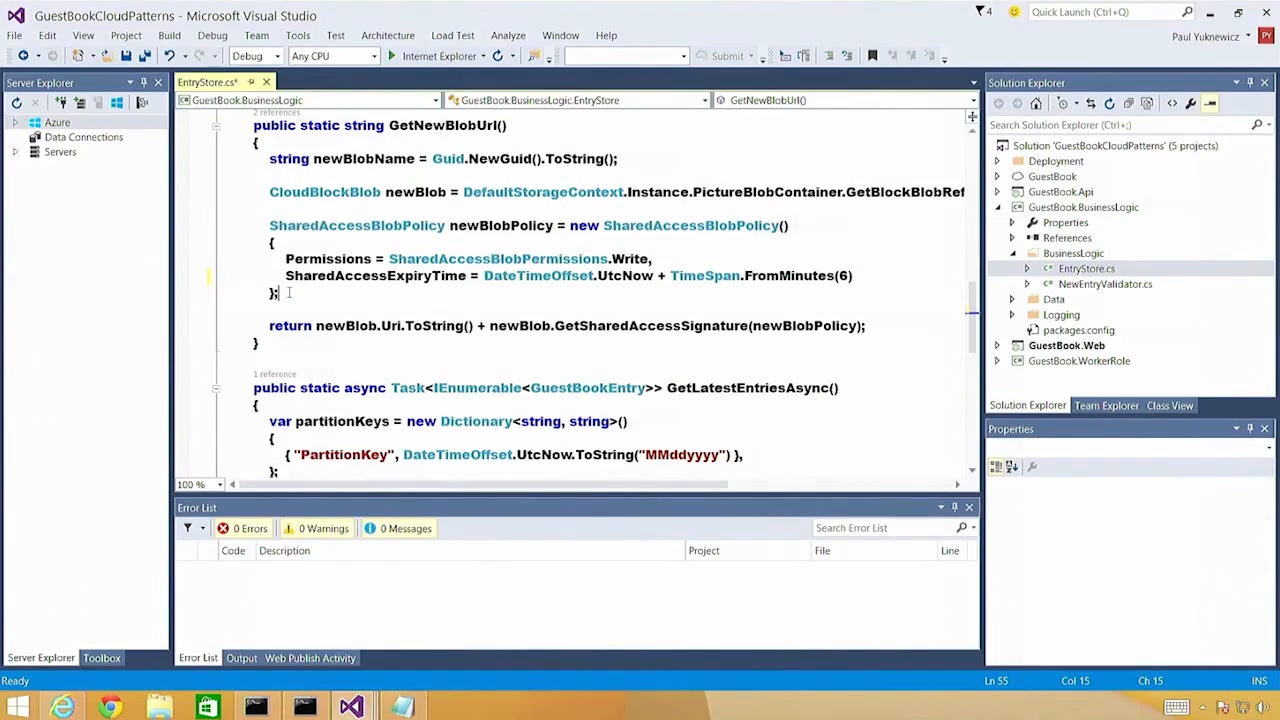 GuestBookCloudPatterns - Microsoft Visual Studio
4
Quick Launch (Ctrl+Q)
File Edit View Project Build Debug Team Tools Test Architecture Load Test Analyze Window Help
Paul Yuknewicz
PY
Debug Any CPU Internet Explorer Submit
Server Explorer
Azure
Data Connections
Servers
EntryStore.cs*
GuestBook.BusinessLogic GuestBook.BusinessLogic.EntryStore GetNewBlobUrl()
2 references
public static string GetNewBlobUrl()
{
string newBlobName = Guid.NewGuid().ToString();
CloudBlockBlob newBlob = DefaultStorageContext.Instance.PictureBlobContainer.GetBlockBlobRef
SharedAccessBlobPolicy newBlobPolicy = new SharedAccessBlobPolicy()
{
Permissions = SharedAccessBlobPermissions.Write,
SharedAccessExpiryTime = DateTimeOffset.UtcNow + TimeSpan.FromMinutes(6)
};
return newBlob.Uri.ToString() + newBlob.GetSharedAccessSignature(newBlobPolicy);
}
1 reference
public static async Task<IEnumerable<GuestBookEntry>> GetLatestEntriesAsync()
{
var partitionKeys = new Dictionary<string, string>()
{
{ "PartitionKey", DateTimeOffset.UtcNow.ToString("MMddyyyy") },
};
100 %
Error List
0 Errors 0 Warnings 0 Messages
Search Error List
Code Description Project File Line
Server Explorer Toolbox
Error List Output Web Publish Activity
Solution Explorer
Search Solution Explorer (Ctrl+;)
Solution 'GuestBookCloudPatterns' (5 projects)
Deployment
GuestBook
GuestBook.Api
GuestBook.BusinessLogic
Properties
References
BusinessLogic
EntryStore.cs
NewEntryValidator.cs
Data
Logging
packages.config
GuestBook.Web
GuestBook.WorkerRole
Solution Explorer Team Explorer Class View
Properties
Ready
Ln 55 Col 15 Ch 15 INS